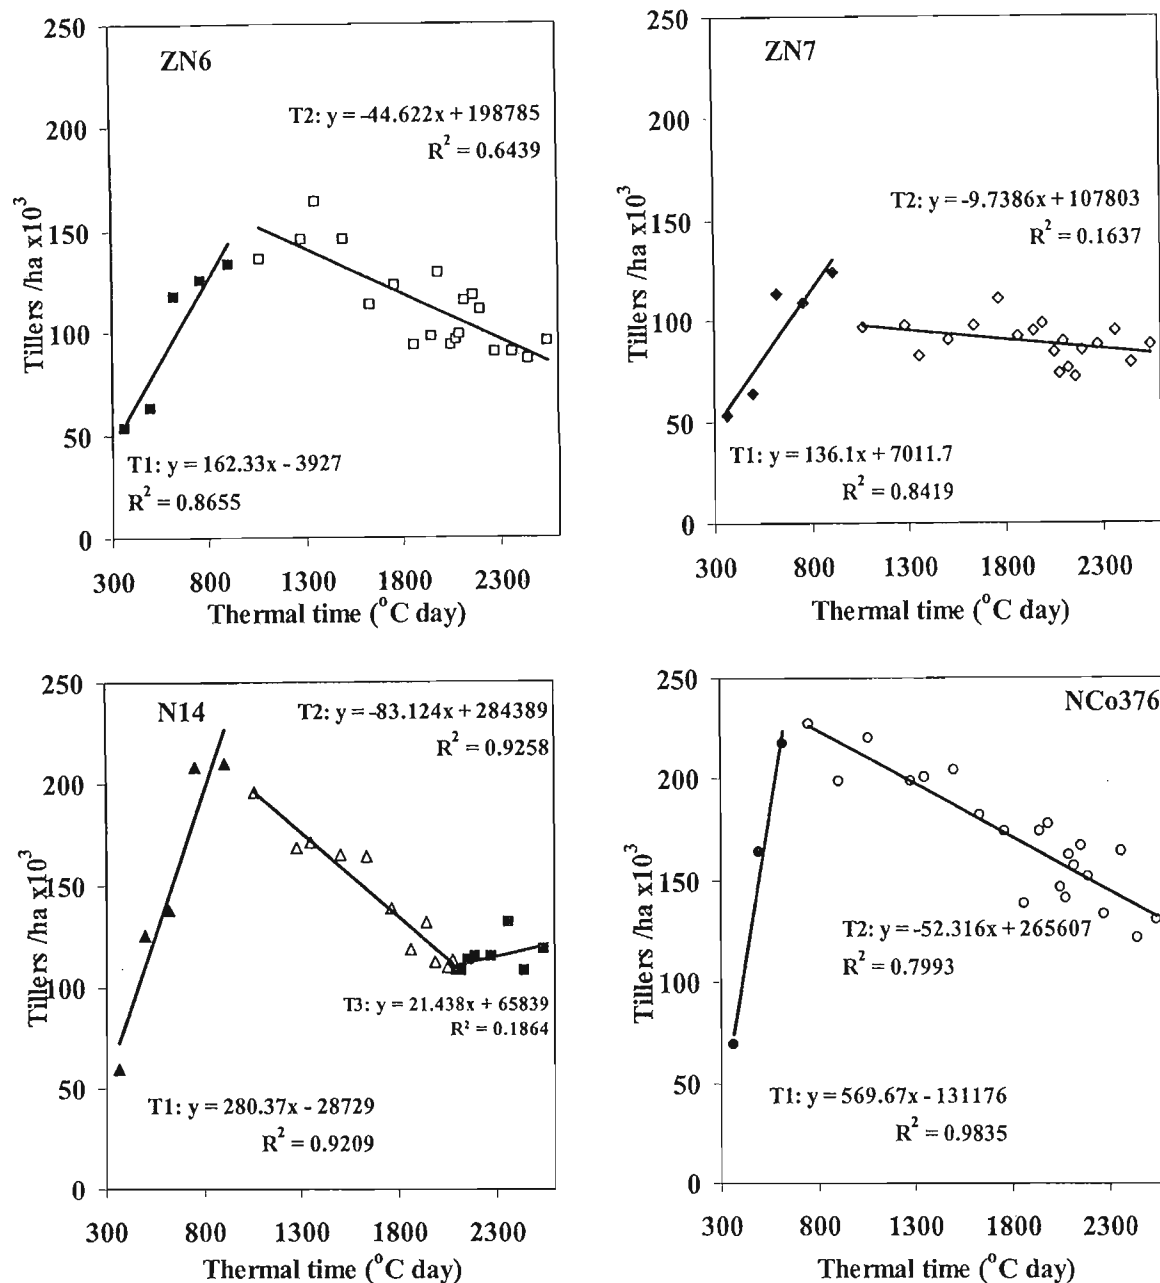 250
ZN6
T2: y = -44.622x + 198785
R² = 0.6439
200
150
100
50
0
Tillers /ha x10³
T1: y = 162.33x - 3927
R² = 0.8655
300 800 1300 1800 2300
Thermal time (°C day)
250
ZN7
200
T2: y = -9.7386x + 107803
R² = 0.1637
150
100
50
0
Tillers /ha x10³
T1: y = 136.1x + 7011.7
R² = 0.8419
300 800 1300 1800 2300
Thermal time (°C day)
250
N14
T2: y = -83.124x + 284389
R² = 0.9258
200
150
100
50
0
Tillers /ha x10³
T3: y = 21.438x + 65839
R² = 0.1864
T1: y = 280.37x - 28729
R² = 0.9209
300 800 1300 1800 2300
Thermal time (°C day)
250
NCo376
200
150
100
50
0
Tillers /ha x10³
T2: y = -52.316x + 265607
R² = 0.7993
T1: y = 569.67x - 131176
R² = 0.9835
300 800 1300 1800 2300
Thermal time (°C day)